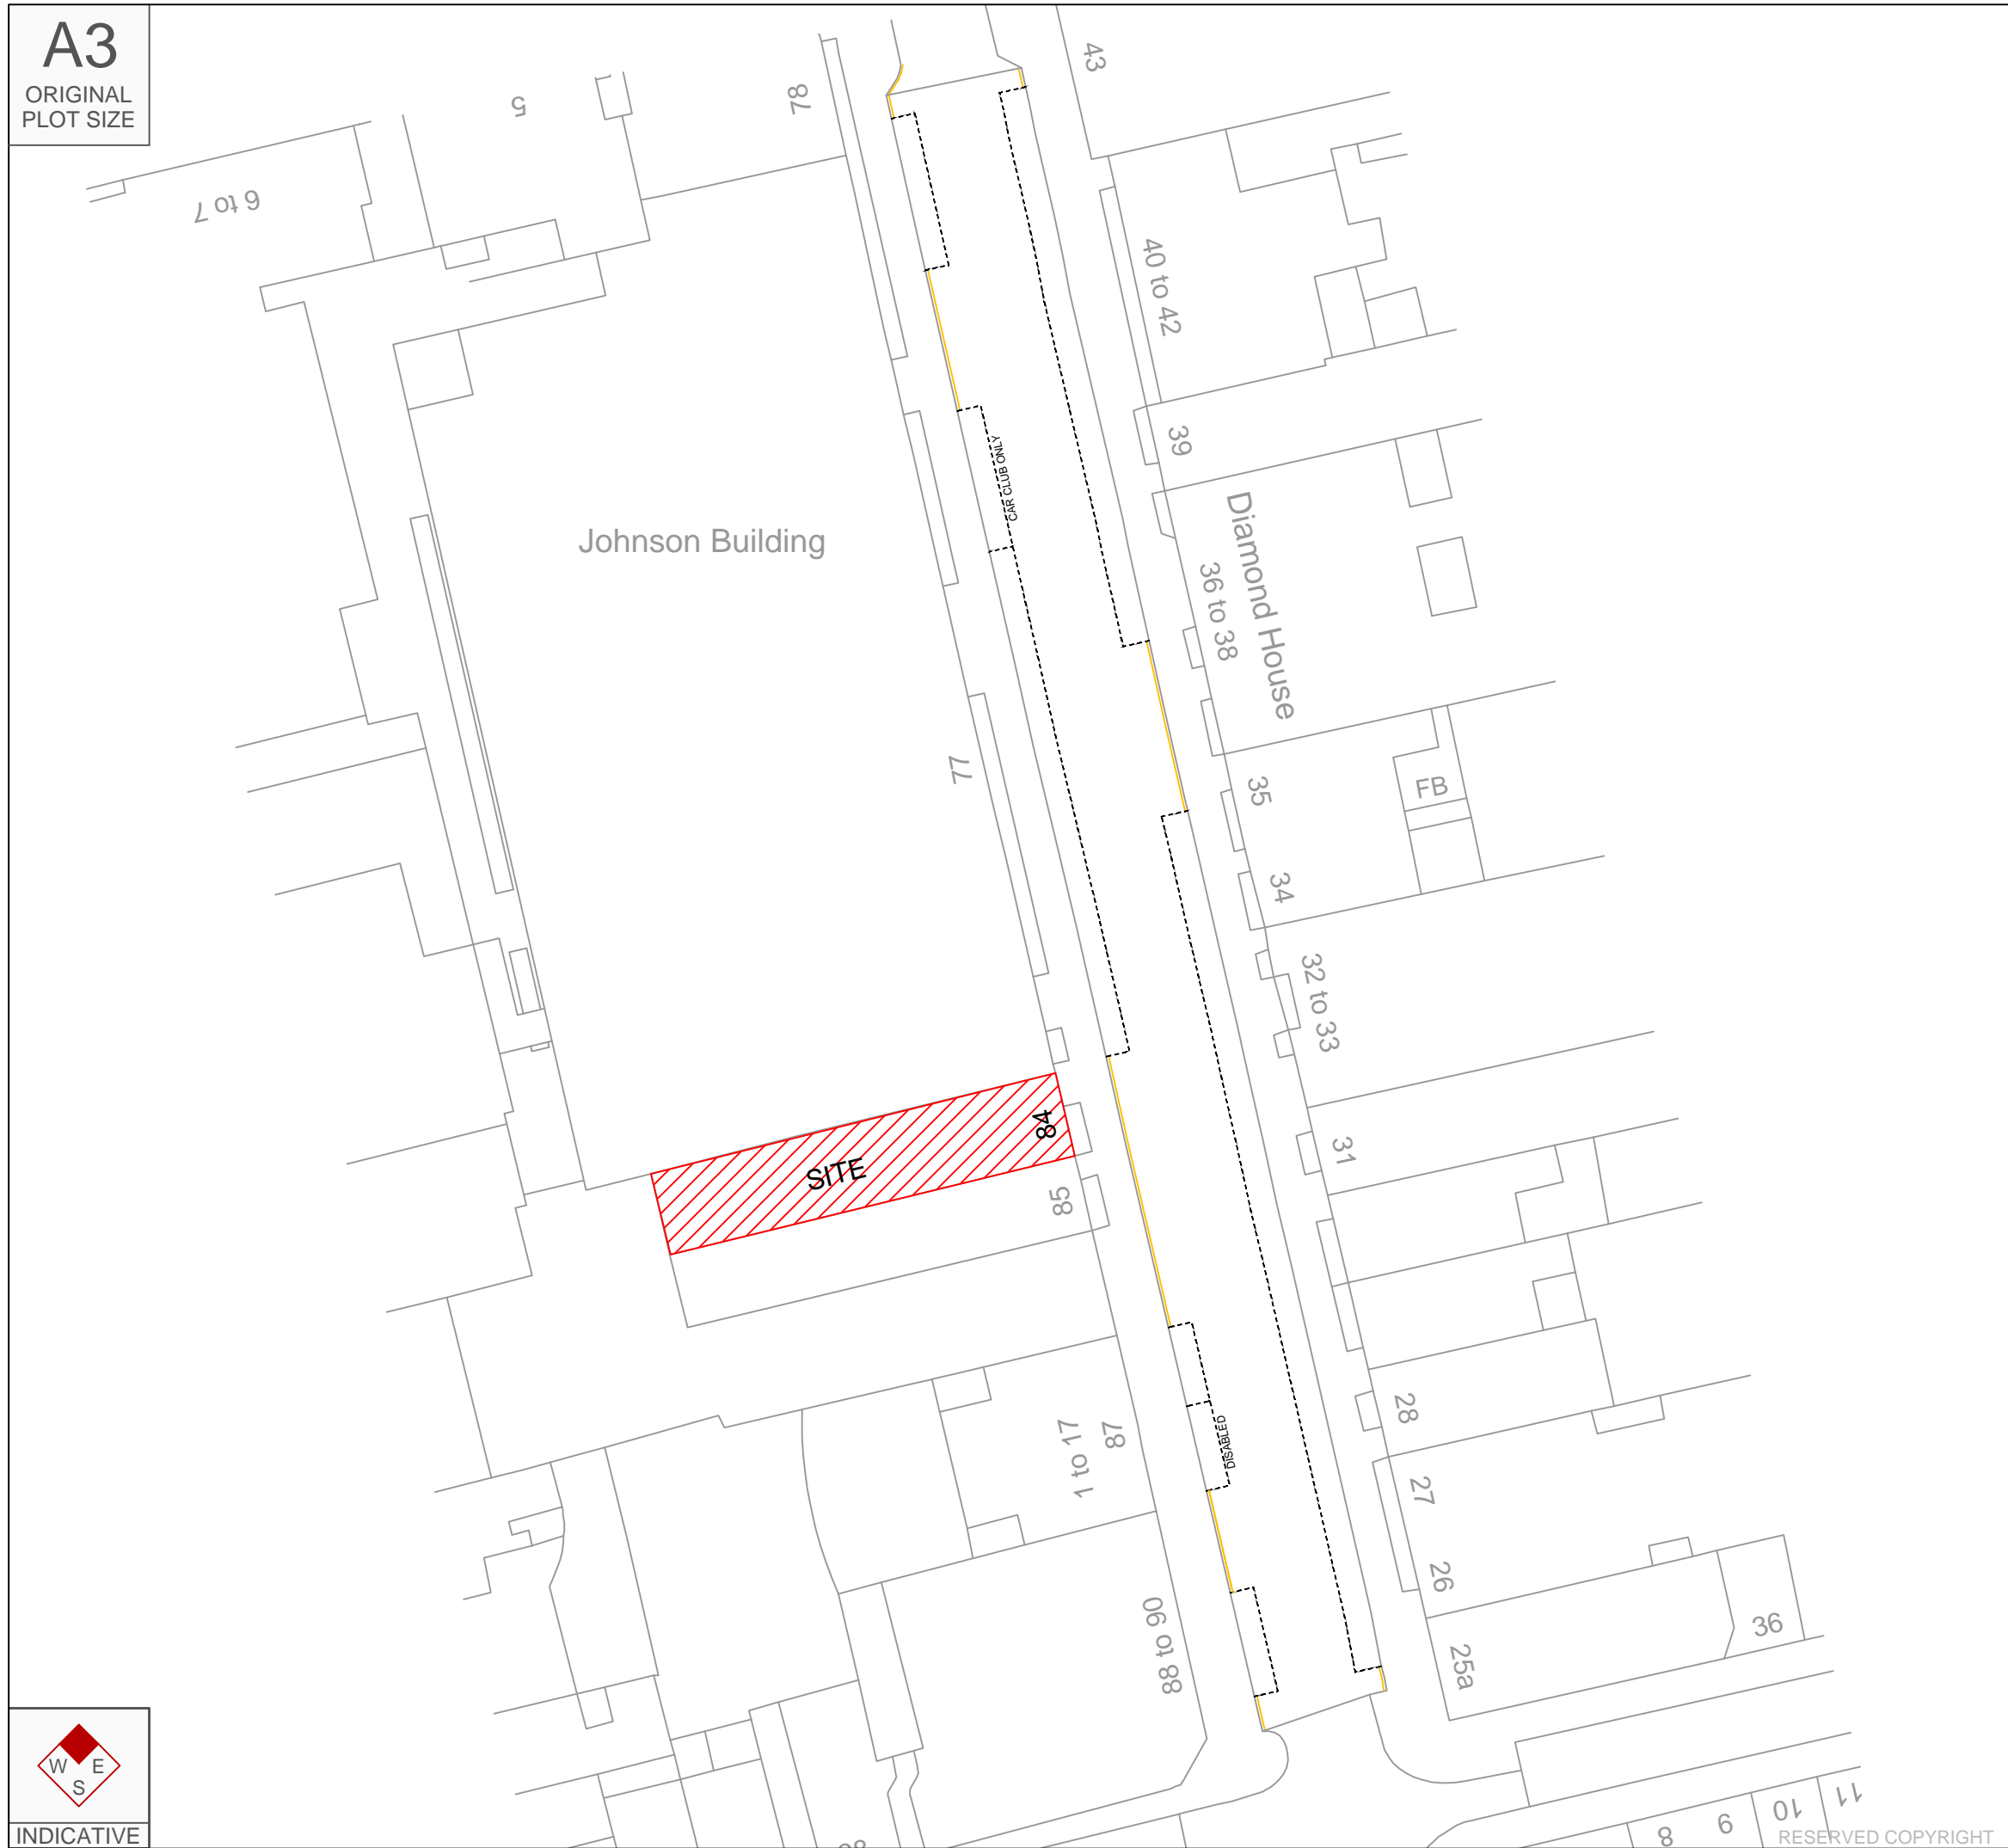 A3
ORIGINAL
PLOT SIZE
43
5
78
6 to 7
40 to 42
CAR CLUB ONLY
39
Johnson Building
Diamond House
36 to 38
77
35
FB
34
32 to 33
84
31
SITE
85
28
87
1 to 17
DISABLED
27
26
88 to 90
36
25a
W E
S
INDICATIVE
11
10
9
8
RESERVED COPYRIGHT